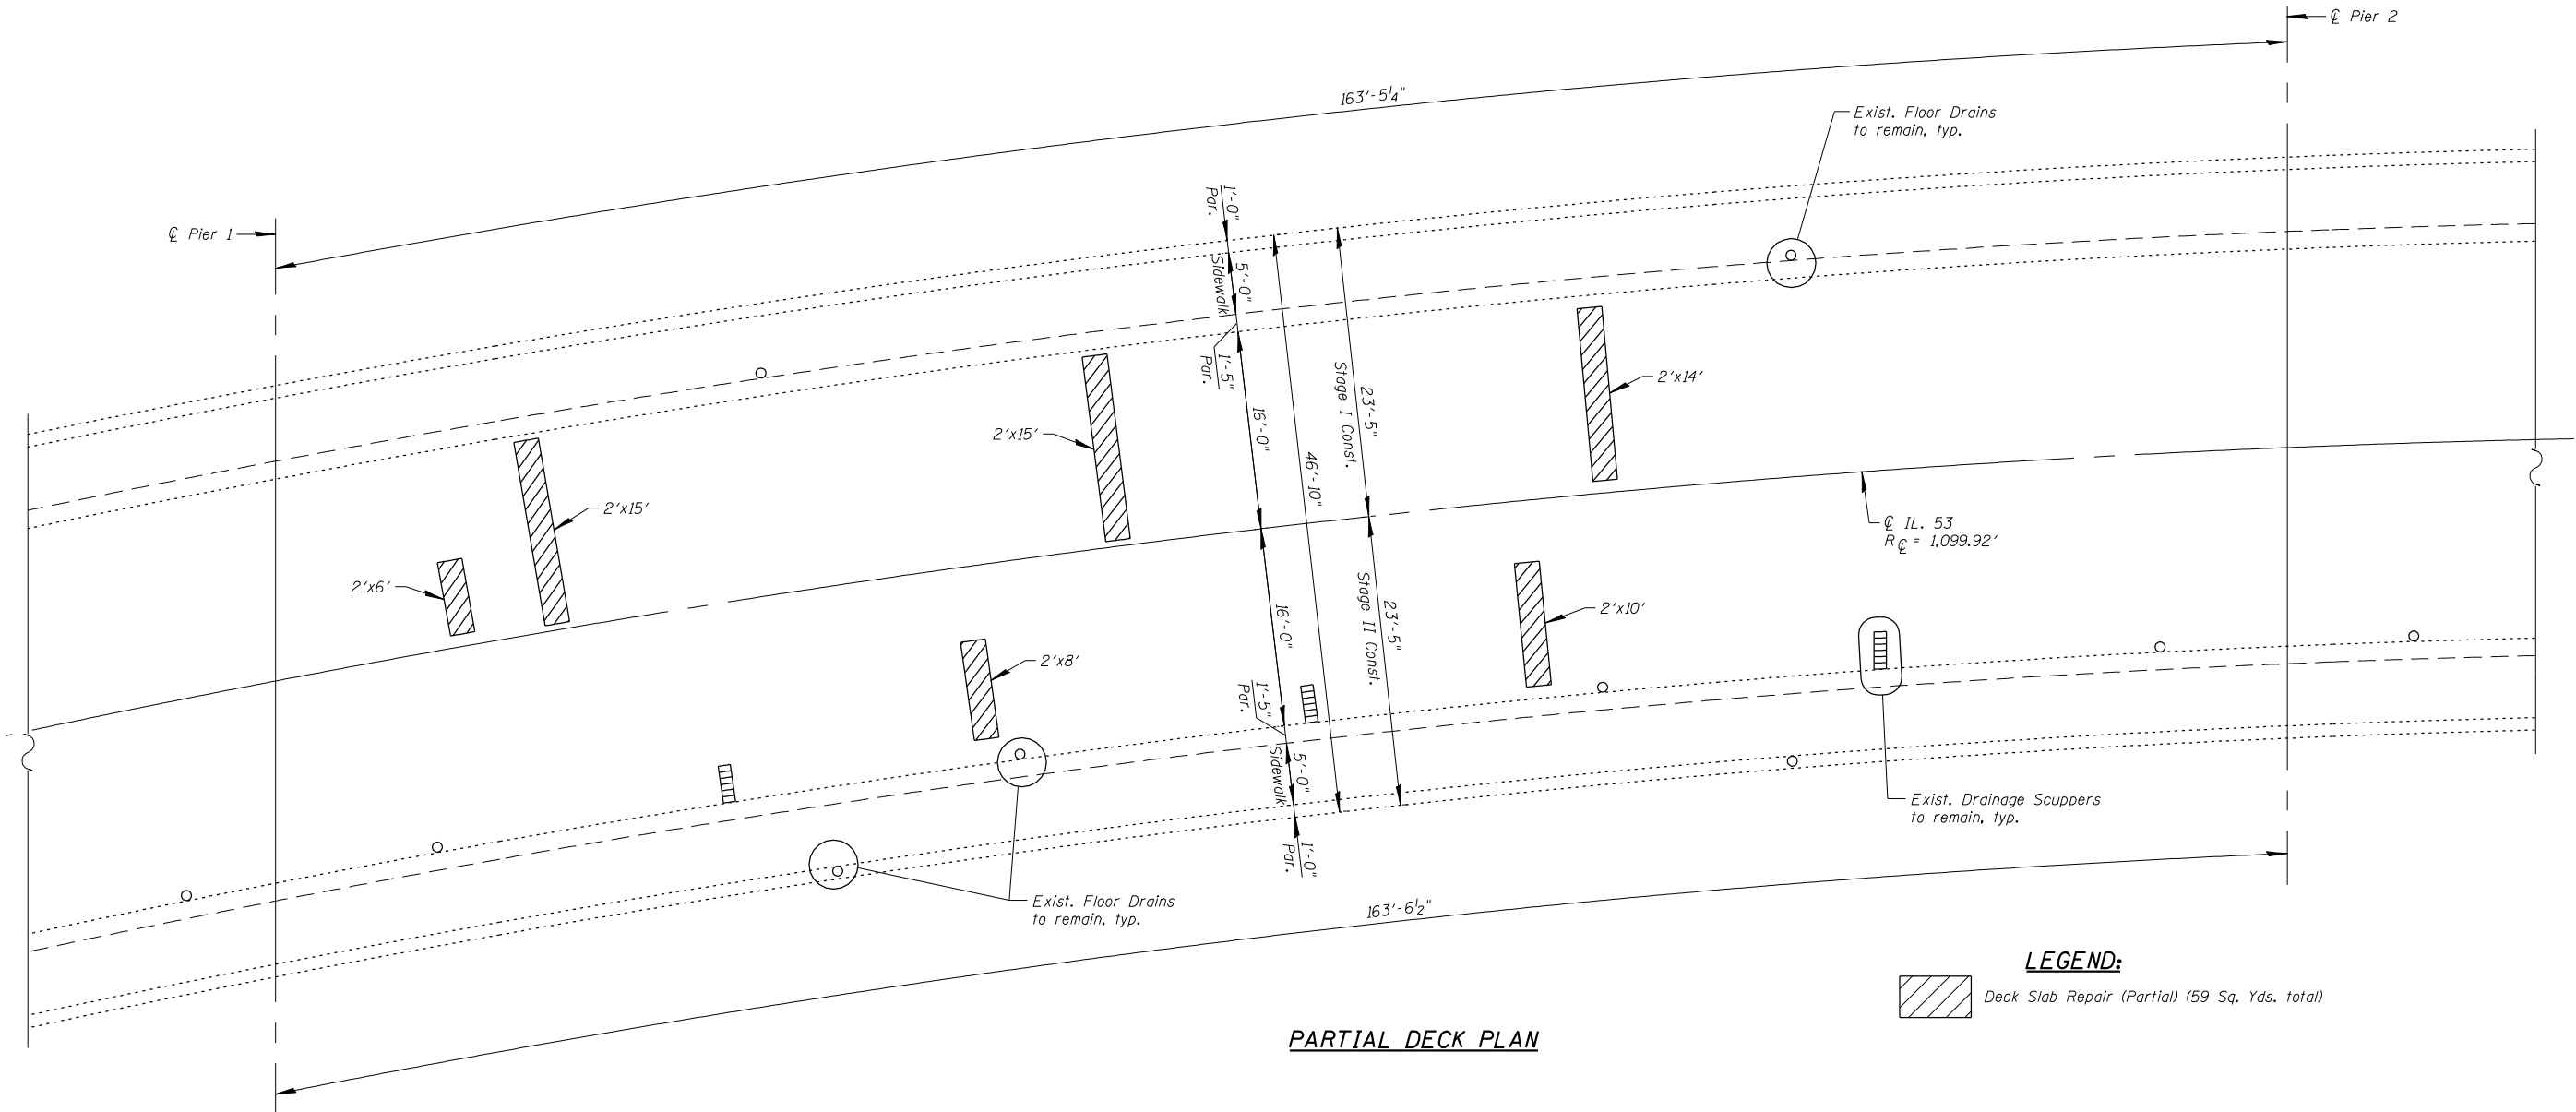 ℄ Pier 2
163'-5¼"
Exist. Floor Drains
to remain, typ.
℄ Pier 1
1'-0"
Par.
5'-0"
Sidewalk
1'-5"
Par.
16'-0"
46'-10"
Stage I Const.
23'-5"
2'x14'
2'x15'
2'x15'
2'x6'
℄ IL. 53
R℄ = 1,099.92'
16'-0"
Stage II Const.
23'-5"
2'x10'
2'x8'
1'-5"
Par.
5'-0"
Sidewalk
1'-0"
Par.
Exist. Drainage Scuppers
to remain, typ.
Exist. Floor Drains
to remain, typ.
163'-6½"
LEGEND:
Deck Slab Repair (Partial) (59 Sq. Yds. total)
PARTIAL DECK PLAN